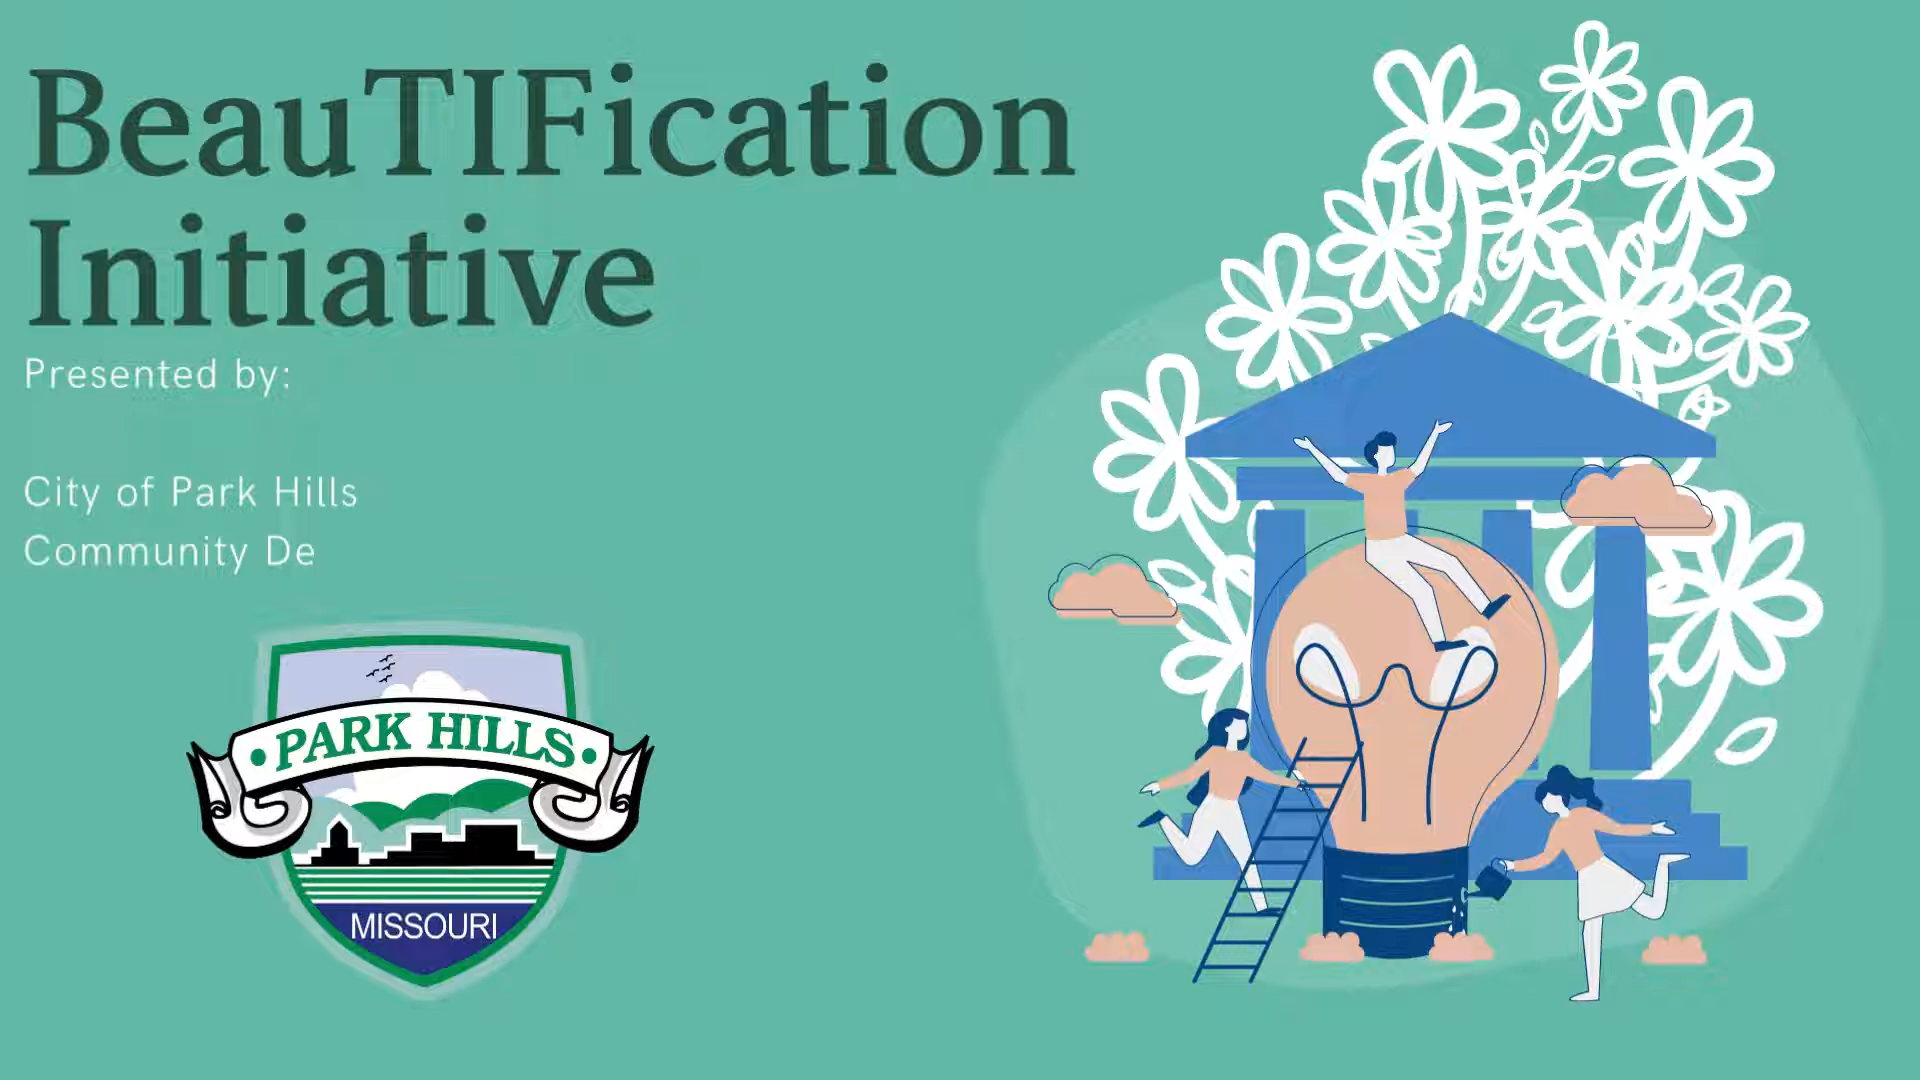 BeauTIFication
Initiative
Presented by:
City of Park Hills
Community De
• PARK HILLS •
MISSOURI